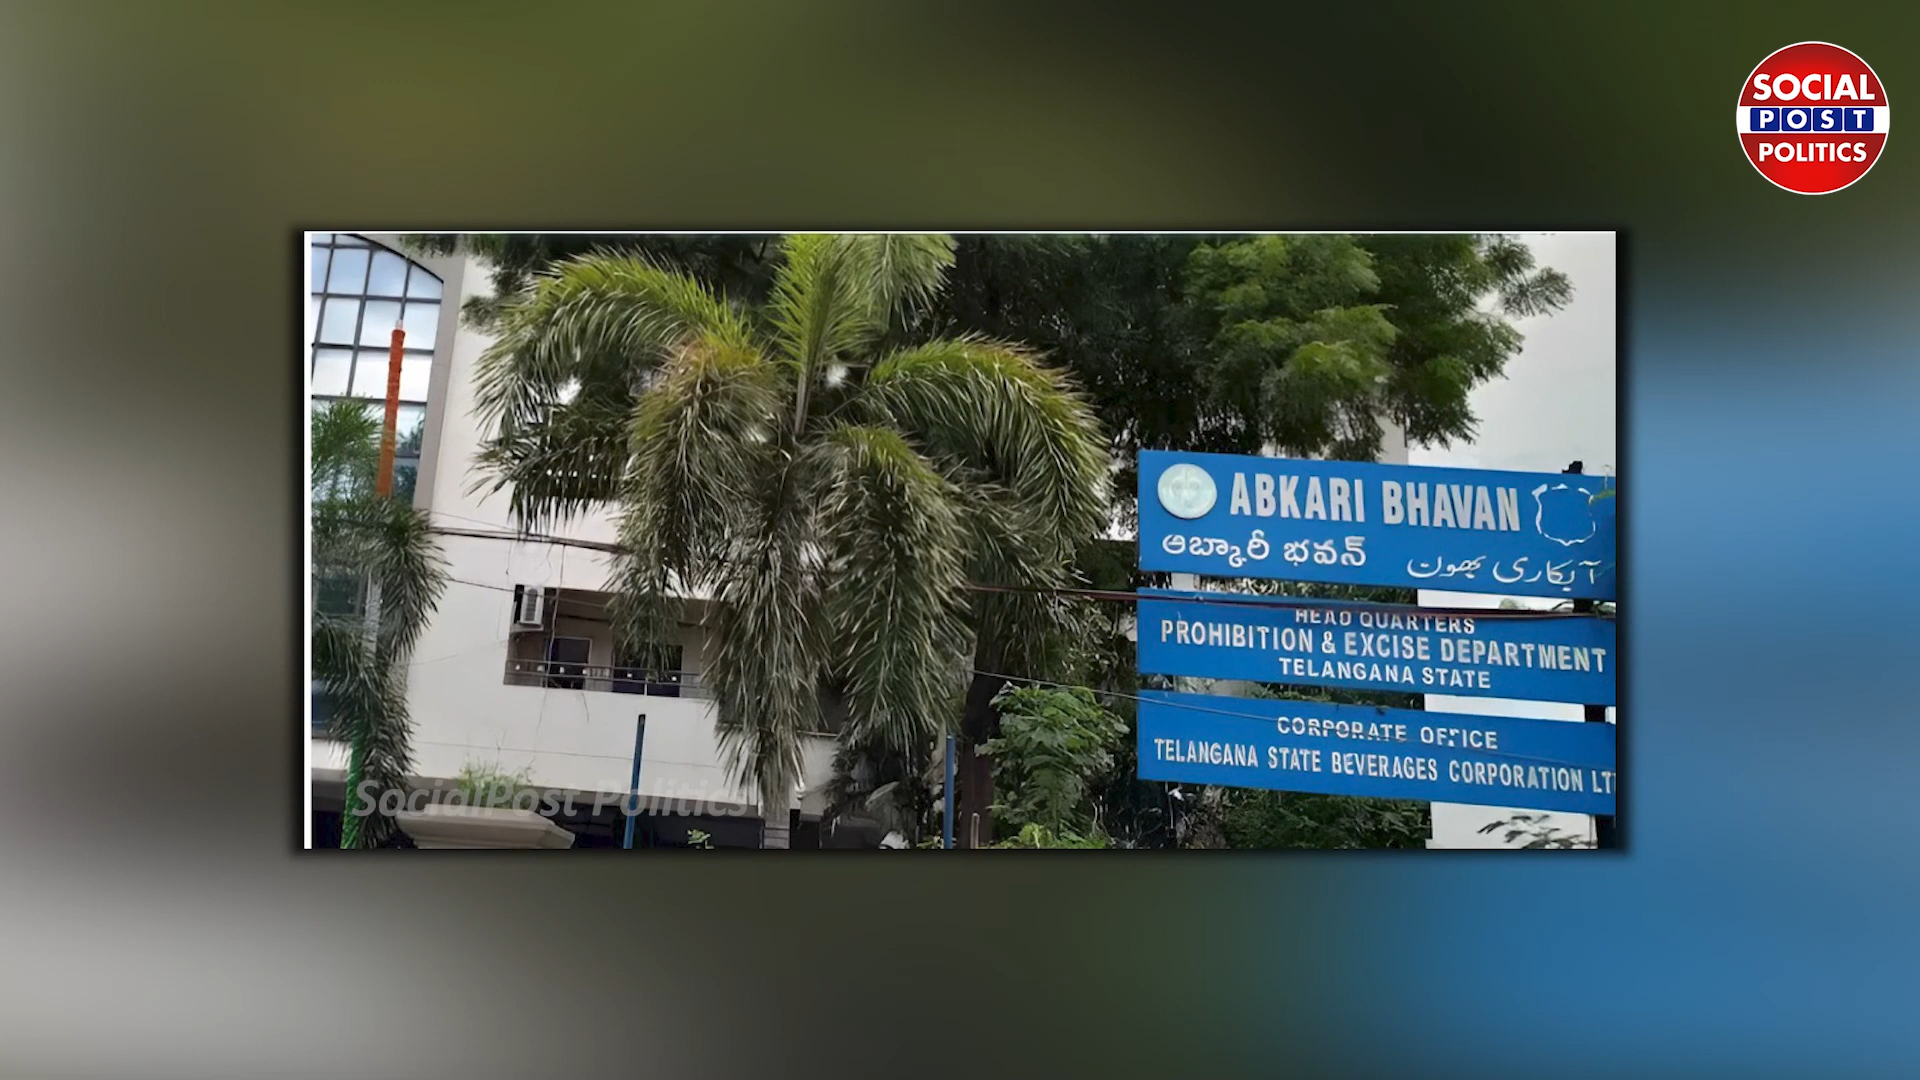 SOCIAL
POST
POLITICS
ABKARI BHAVAN
ఆబ్కారీ భవన్
آبکاری بھون
HEAD QUARTERS
PROHIBITION & EXCISE DEPARTMENT
TELANGANA STATE
CORPORATE OFFICE
TELANGANA STATE BEVERAGES CORPORATION
SocialPost Politics